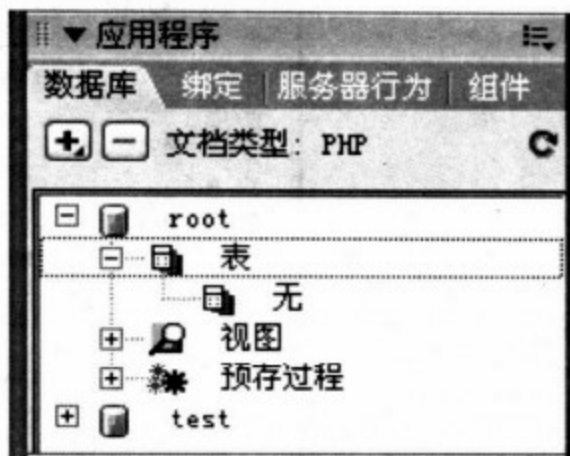 应用程序
数据库 绑定 服务器行为 组件
文档类型: PHP
root
表
无
视图
预存过程
test